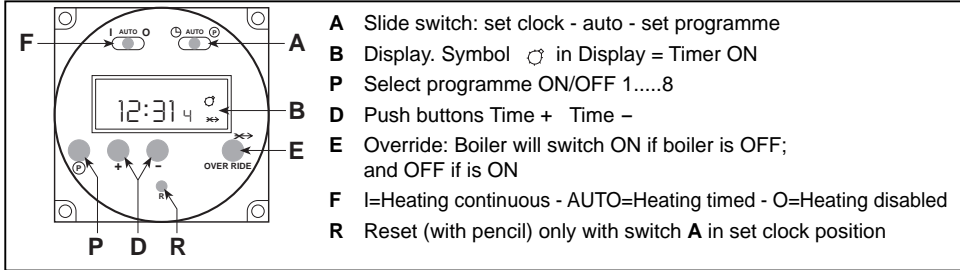 I AUTO O
AUTO P
F
A
12:31 4
B
E
P
+
-
OVER RIDE
R
P D R
A Slide switch: set clock - auto - set programme
B Display. Symbol in Display = Timer ON
P Select programme ON/OFF 1.....8
D Push buttons Time + Time –
E Override: Boiler will switch ON if boiler is OFF;
and OFF if is ON
F I=Heating continuous - AUTO=Heating timed - O=Heating disabled
R Reset (with pencil) only with switch A in set clock position